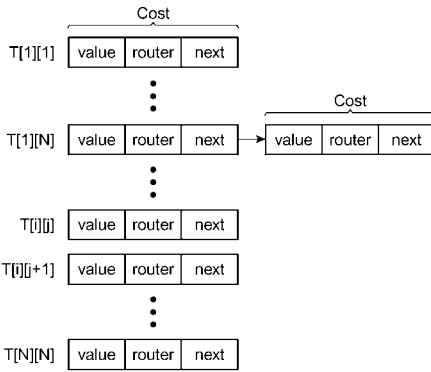 Cost
T[1][1] value router next
Cost
T[1][N] value router next value router next
T[i][j] value router next
T[i][j+1] value router next
T[N][N] value router next